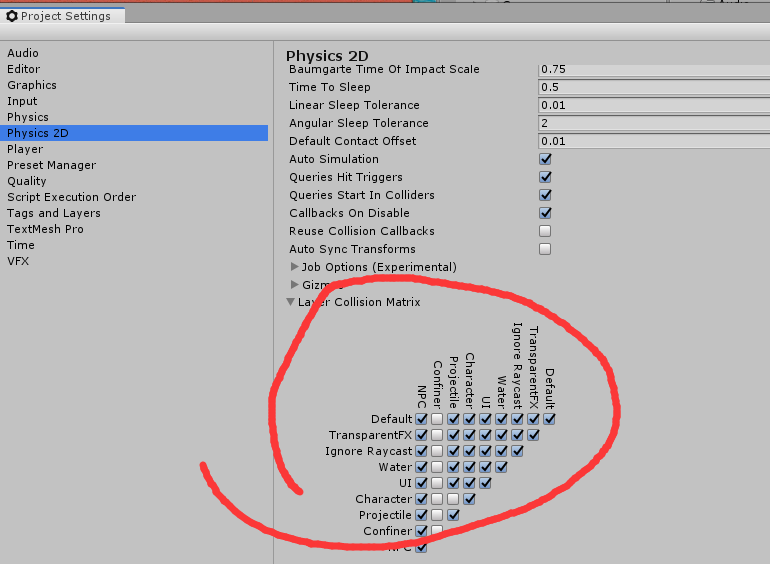 Project Settings
Audio
Editor
Graphics
Input
Physics
Physics 2D
Player
Preset Manager
Quality
Script Execution Order
Tags and Layers
TextMesh Pro
Time
VFX
Physics 2D
Baumgarte Time Of Impact Scale 0.75
Time To Sleep 0.5
Linear Sleep Tolerance 0.01
Angular Sleep Tolerance 2
Default Contact Offset 0.01
Auto Simulation
Queries Hit Triggers
Queries Start In Colliders
Callbacks On Disable
Reuse Collision Callbacks
Auto Sync Transforms
Job Options (Experimental)
Layer Collision Matrix
NPC
Confiner
Projectile
Character
UI
Water
Ignore Raycast
TransparentFX
Default
Default
TransparentFX
Ignore Raycast
Water
UI
Character
Projectile
Confiner
NPC